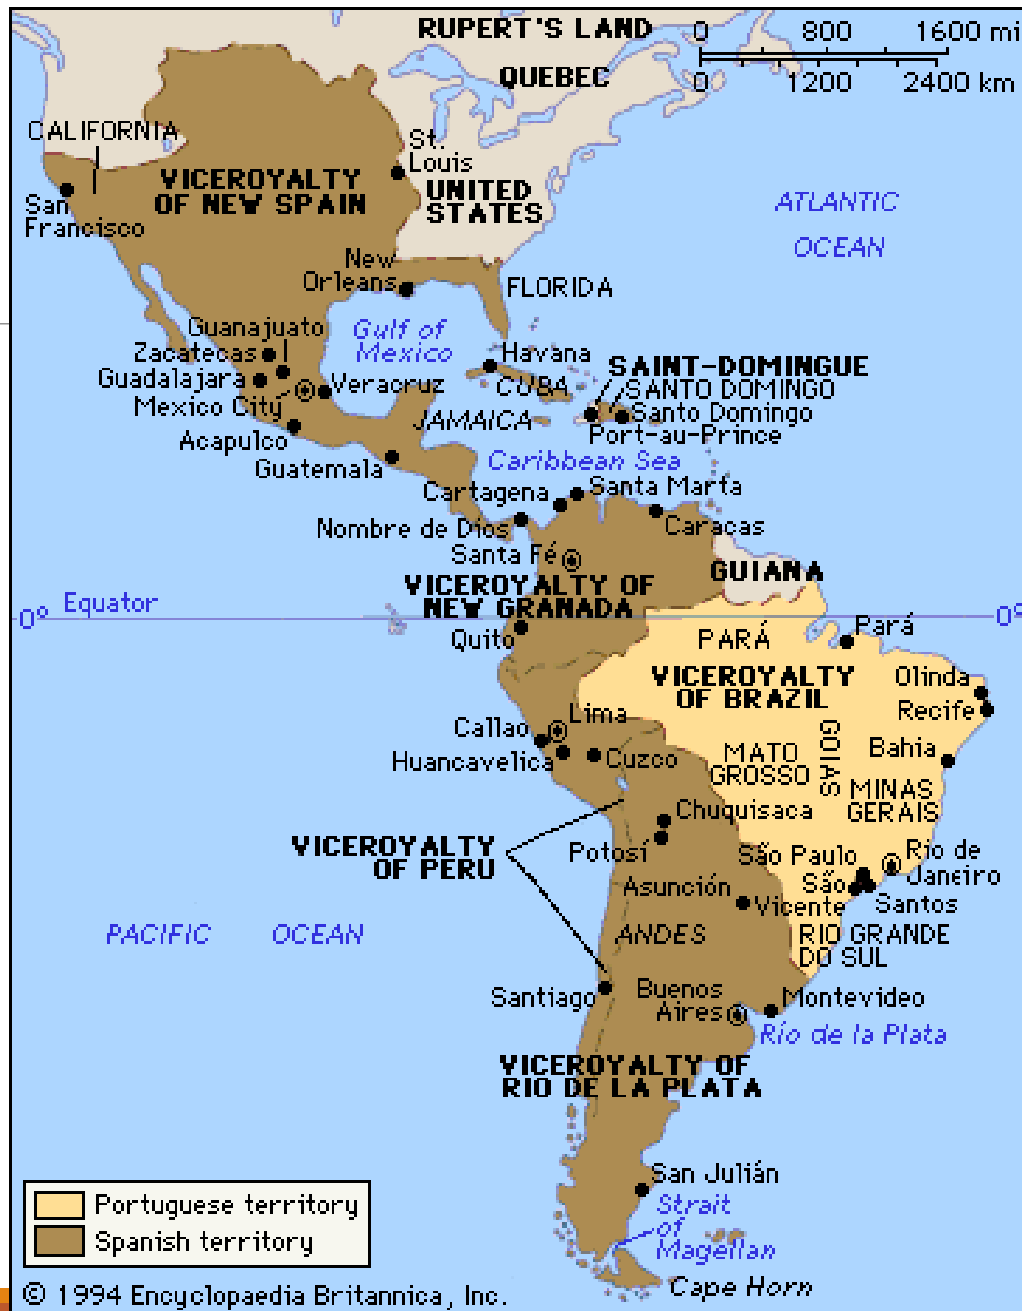 RUPERT'S LAND
0 800 1600 mi
QUEBEC
0 1200 2400 km
CALIFORNIA
St.
Louis
VICEROYALTY
OF NEW SPAIN
UNITED
STATES
San
Francisco
ATLANTIC
OCEAN
New
Orleans
FLORIDA
Guanajuato
Zacatecas
Guadalajara
Mexico City
Veracruz
Acapulco
Guatemala
Gulf of
Mexico
Havana
CUBA
SAINT-DOMINGUE
SANTO DOMINGO
Santo Domingo
Port-au-Prince
JAMAICA
Caribbean Sea
Cartagena
Santa Marta
Nombre de Dios
Caracas
Santa Fé
GUIANA
VICEROYALTY OF
NEW GRANADA
0° Equator 0°
Quito
PARÁ
Pará
VICEROYALTY
OF BRAZIL
Olinda
Recife
Lima
Callao
Huancavelica
Cuzco
MATO
GROSSO
GOIAS
Bahia
MINAS
GERAIS
Chuquisaca
VICEROYALTY
OF PERU
Potosí
São Paulo
Río de
Janeiro
Asunción
São
Vicente
Santos
PACIFIC OCEAN
ANDES
RIO GRANDE
DO SUL
Santiago
Buenos
Aires
Montevideo
Río de la Plata
VICEROYALTY OF
RIO DE LA PLATA
San Julián
Strait
of
Magellan
Cape Horn
Portuguese territory
Spanish territory
© 1994 Encyclopaedia Britannica, Inc.